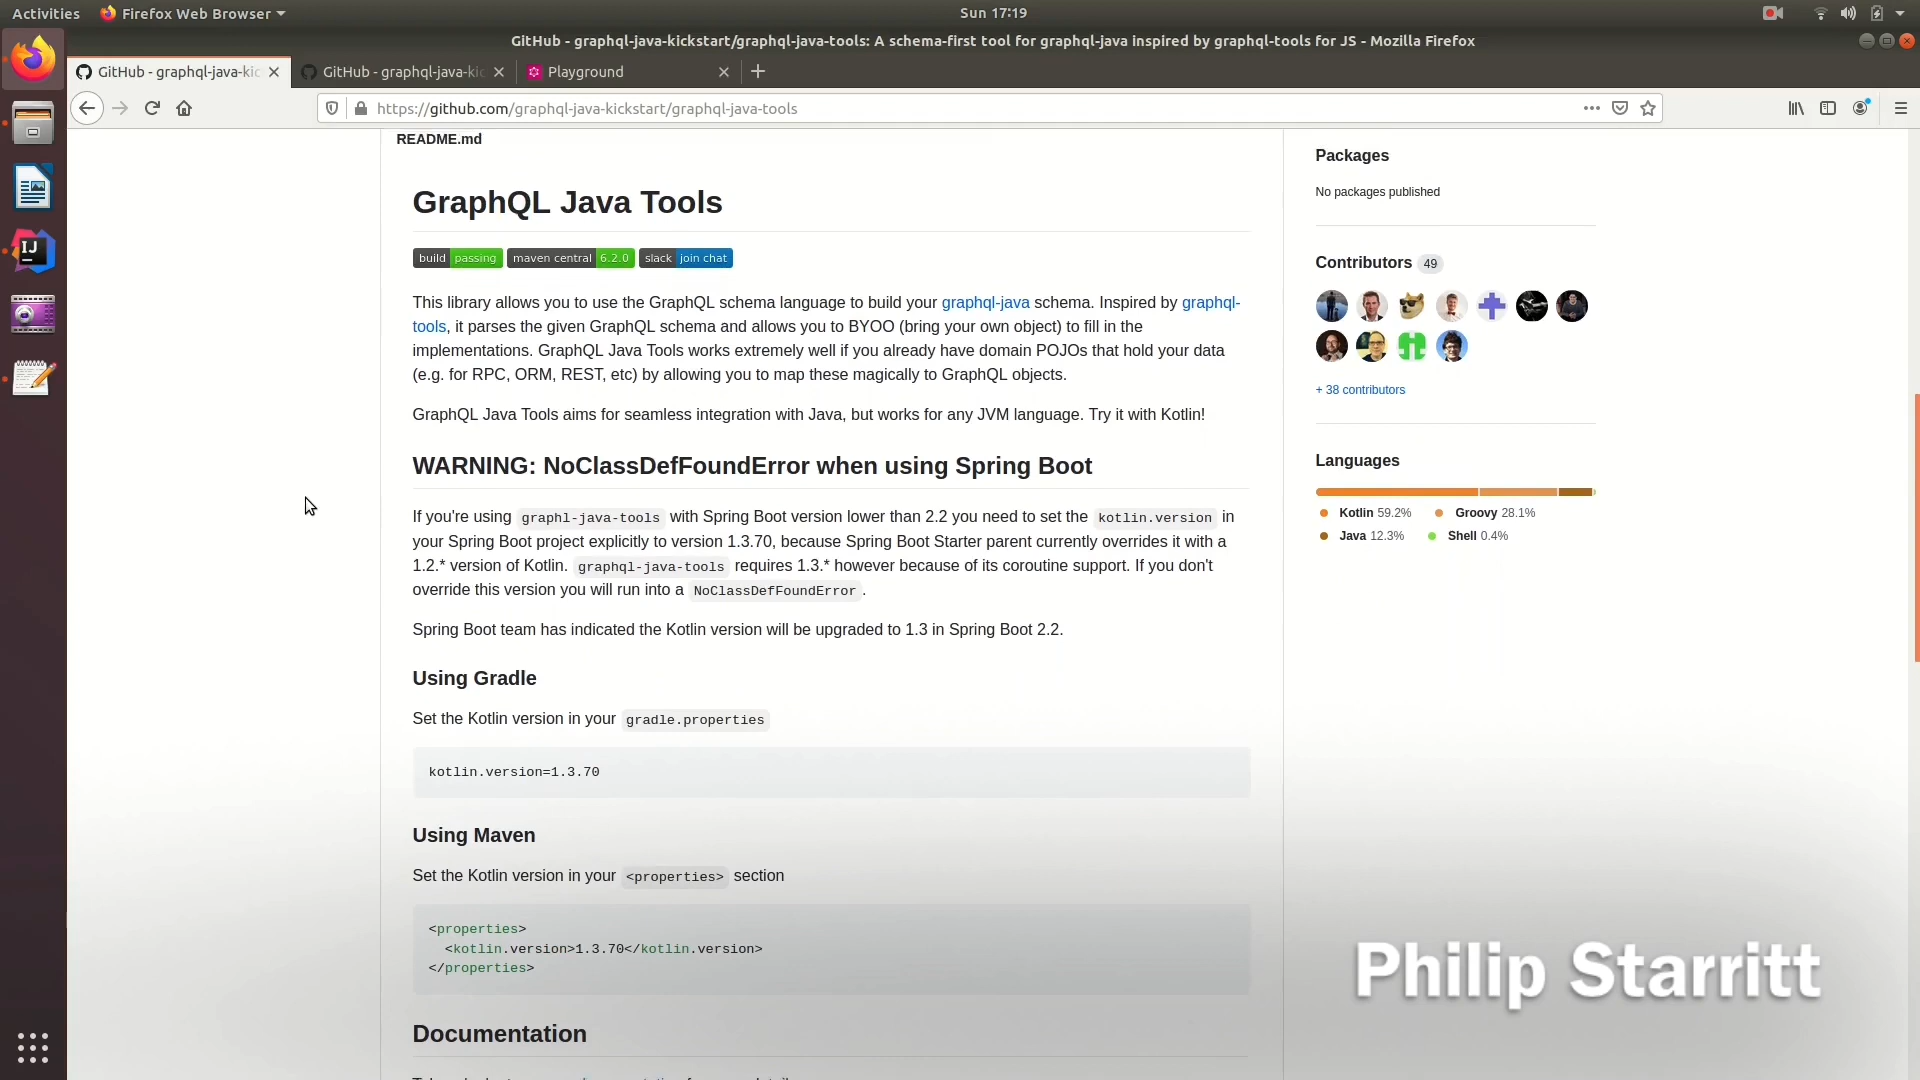 Activities
Firefox Web Browser
Sun 17:19
GitHub - graphql-java-kickstart/graphql-java-tools: A schema-first tool for graphql-java inspired by graphql-tools for JS - Mozilla Firefox
GitHub - graphql-java-kic
GitHub - graphql-java-kic
Playground
https://github.com/graphql-java-kickstart/graphql-java-tools
README.md
GraphQL Java Tools
build passing maven central 6.2.0 slack join chat
This library allows you to use the GraphQL schema language to build your graphql-java schema. Inspired by graphql-
tools, it parses the given GraphQL schema and allows you to BYOO (bring your own object) to fill in the
implementations. GraphQL Java Tools works extremely well if you already have domain POJOs that hold your data
(e.g. for RPC, ORM, REST, etc) by allowing you to map these magically to GraphQL objects.
GraphQL Java Tools aims for seamless integration with Java, but works for any JVM language. Try it with Kotlin!
WARNING: NoClassDefFoundError when using Spring Boot
If you're using graphl-java-tools with Spring Boot version lower than 2.2 you need to set the kotlin.version in
your Spring Boot project explicitly to version 1.3.70, because Spring Boot Starter parent currently overrides it with a
1.2.* version of Kotlin. graphql-java-tools requires 1.3.* however because of its coroutine support. If you don't
override this version you will run into a NoClassDefFoundError.
Spring Boot team has indicated the Kotlin version will be upgraded to 1.3 in Spring Boot 2.2.
Using Gradle
Set the Kotlin version in your gradle.properties
kotlin.version=1.3.70
Using Maven
Set the Kotlin version in your <properties> section
<properties>
<kotlin.version>1.3.70</kotlin.version>
</properties>
Documentation
Packages
No packages published
Contributors 49
+ 38 contributors
Languages
Kotlin 59.2% Groovy 28.1%
Java 12.3% Shell 0.4%
Philip Starritt